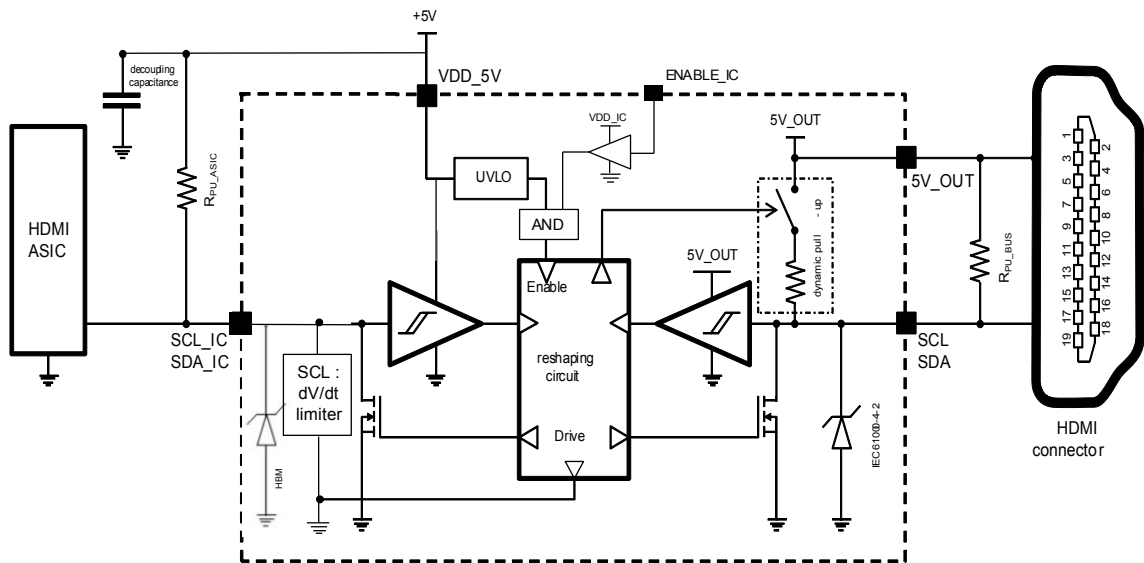 +5V
decoupling
capacitance
VDD_5V
ENABLE_IC
VDD_IC
5V_OUT
RPU_ASIC
UVLO
AND
HDMI
ASIC
5V_OUT
dynamic pull - up
5V_OUT
RPU_BUS
Enable
SCL_IC
SDA_IC
reshaping
circuit
SCL
SDA
SCL :
dV/dt
limiter
Drive
HBM
IEC61000-4-2
1
2
3
4
5
6
7
8
9
10
11
12
13
14
15
16
17
18
19
HDMI
connector